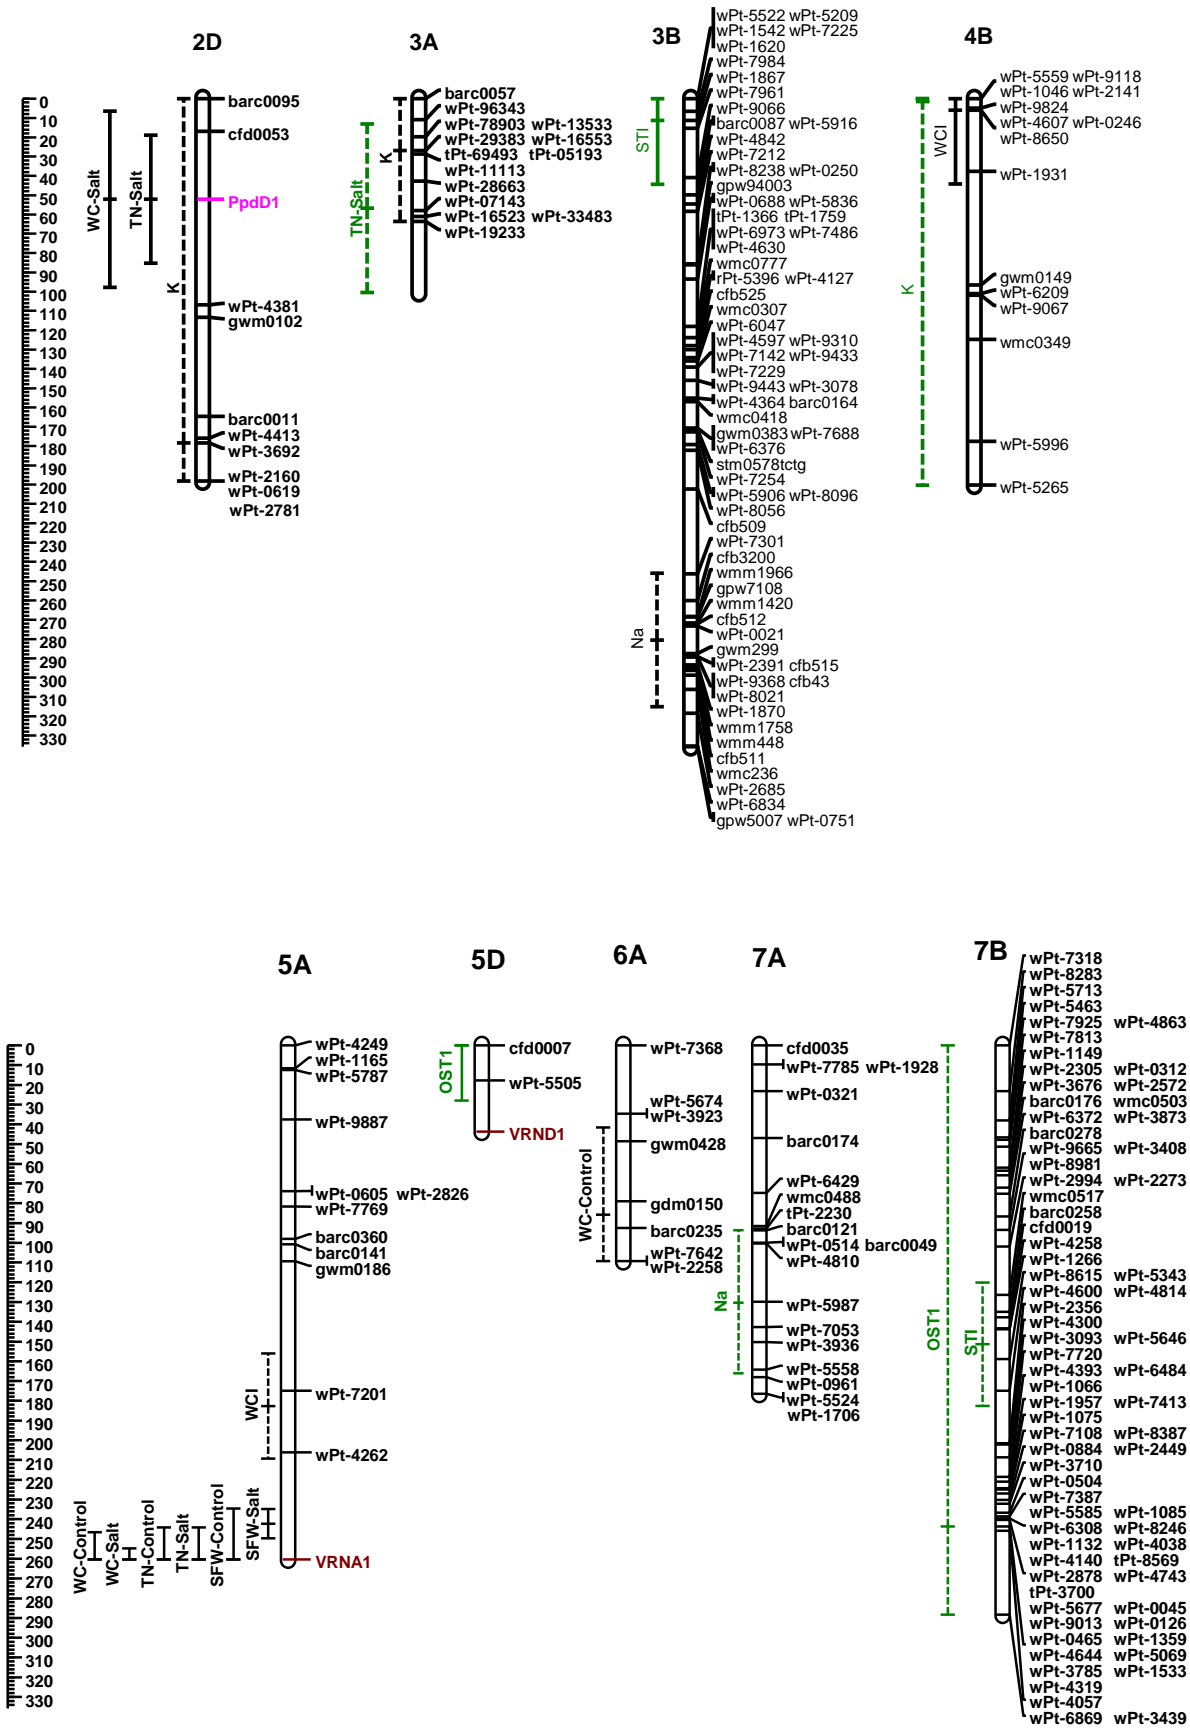 2D
3A
3B
4B
0
10
20
30
40
50
60
70
80
90
100
110
120
130
140
150
160
170
180
190
200
210
220
230
240
250
260
270
280
290
300
310
320
330
WC-Salt
TN-Salt
K
barc0095
cfd0053
PpdD1
wPt-4381
gwm0102
barc0011
wPt-4413
wPt-3692
wPt-2160
wPt-0619
wPt-2781
TN-Salt
K
barc0057
wPt-96343
wPt-78903 wPt-13533
wPt-29383 wPt-16553
tPt-69493 tPt-05193
wPt-11113
wPt-28663
wPt-07143
wPt-16523 wPt-33483
wPt-19233
STI
Na
wPt-5522 wPt-5209
wPt-1542 wPt-7225
wPt-1620
wPt-7984
wPt-1867
wPt-7961
wPt-9066
barc0087 wPt-5916
wPt-4842
wPt-7212
wPt-8238 wPt-0250
gpw94003
wPt-0688 wPt-5836
tPt-1366 tPt-1759
wPt-6973 wPt-7486
wPt-4630
wmc0777
rPt-5396 wPt-4127
cfb525
wmc0307
wPt-6047
wPt-4597 wPt-9310
wPt-7142 wPt-9433
wPt-7229
wPt-9443 wPt-3078
wPt-4364 barc0164
wmc0418
gwm0383 wPt-7688
wPt-6376
stm0578tctg
wPt-7254
wPt-5906 wPt-8096
wPt-8056
cfb509
wPt-7301
cfb3200
wmm1966
gpw7108
wmm1420
cfb512
wPt-0021
gwm299
wPt-2391 cfb515
wPt-9368 cfb43
wPt-8021
wPt-1870
wmm1758
wmm448
cfb511
wmc236
wPt-2685
wPt-6834
gpw5007 wPt-0751
K
WCI
wPt-5559 wPt-9118
wPt-1046 wPt-2141
wPt-9824
wPt-4607 wPt-0246
wPt-8650
wPt-1931
gwm0149
wPt-6209
wPt-9067
wmc0349
wPt-5996
wPt-5265
5A
5D
6A
7A
7B
0
10
20
30
40
50
60
70
80
90
100
110
120
130
140
150
160
170
180
190
200
210
220
230
240
250
260
270
280
290
300
310
320
330
WC-Control
WC-Salt
TN-Control
TN-Salt
SFW-Control
SFW-Salt
WCI
wPt-4249
wPt-1165
wPt-5787
wPt-9887
wPt-0605 wPt-2826
wPt-7769
barc0360
barc0141
gwm0186
wPt-7201
wPt-4262
VRNA1
OST1
cfd0007
wPt-5505
VRND1
WC-Control
wPt-7368
wPt-5674
wPt-3923
gwm0428
gdm0150
barc0235
wPt-7642
wPt-2258
Na
cfd0035
wPt-7785 wPt-1928
wPt-0321
barc0174
wPt-6429
wmc0488
tPt-2230
barc0121
wPt-0514 barc0049
wPt-4810
wPt-5987
wPt-7053
wPt-3936
wPt-5558
wPt-0961
wPt-5524
wPt-1706
OST1
STI
wPt-7318
wPt-8283
wPt-5713
wPt-5463
wPt-7925 wPt-4863
wPt-7813
wPt-1149
wPt-2305 wPt-0312
wPt-3676 wPt-2572
barc0176 wmc0503
wPt-6372 wPt-3873
barc0278
wPt-9665 wPt-3408
wPt-8981
wPt-2994 wPt-2273
wmc0517
barc0258
cfd0019
wPt-4258
wPt-1266
wPt-8615 wPt-5343
wPt-4600 wPt-4814
wPt-2356
wPt-4300
wPt-3093 wPt-5646
wPt-7720
wPt-4393 wPt-6484
wPt-1066
wPt-1957 wPt-7413
wPt-1075
wPt-7108 wPt-8387
wPt-0884 wPt-2449
wPt-3710
wPt-0504
wPt-7387
wPt-5585 wPt-1085
wPt-6308 wPt-8246
wPt-1132 wPt-4038
wPt-4140 tPt-8569
wPt-2878 wPt-4743
tPt-3700
wPt-5677 wPt-0045
wPt-9013 wPt-0126
wPt-0465 wPt-1359
wPt-4644 wPt-5069
wPt-3785 wPt-1533
wPt-4319
wPt-4057
wPt-6869 wPt-3439